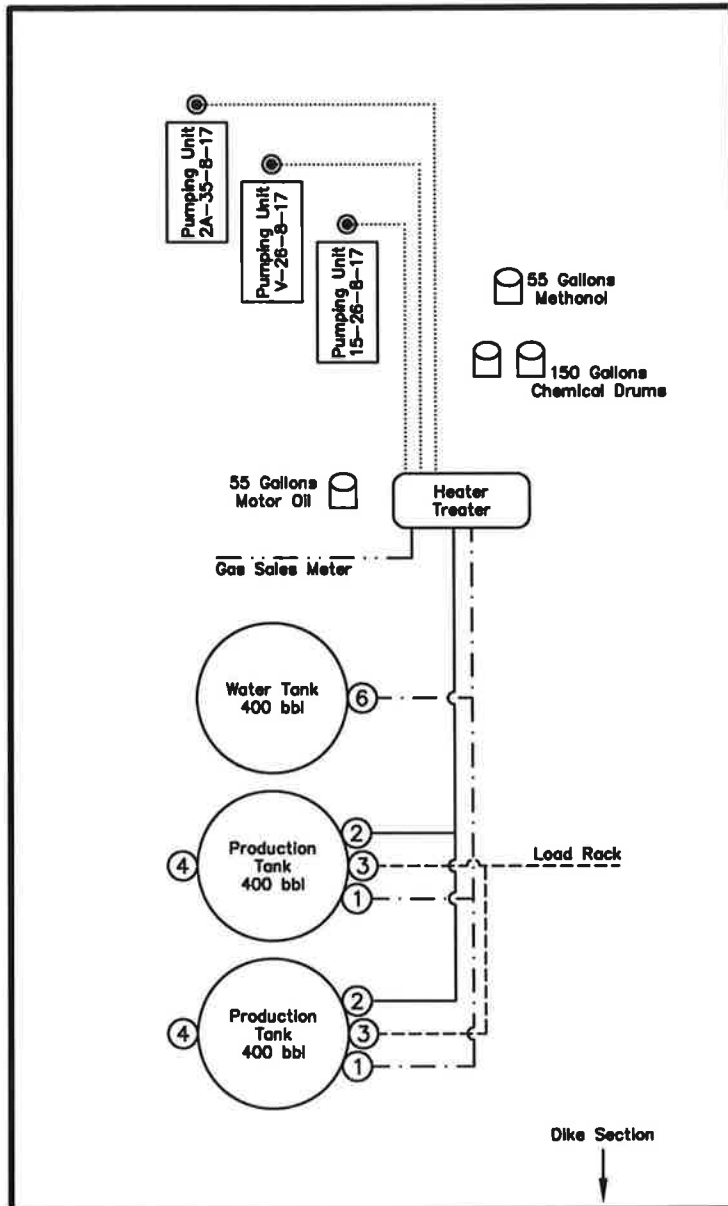 Pumping Unit
2A-35-8-17
Pumping Unit
V-26-8-17
Pumping Unit
15-26-8-17
55 Gallons
Methonol
150 Gallons
Chemical Drums
55 Gallons
Motor Oil
Heater
Treater
Gas Sales Meter
Water Tank
400 bbl
6
Production
Tank
400 bbl
4
2
3
1
Load Rack
Production
Tank
400 bbl
4
2
3
1
Dike Section